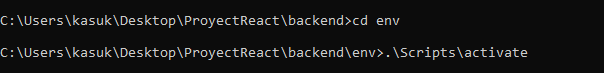 C:\Users\kasuk\Desktop\ProyectReact\backend>cd env
C:\Users\kasuk\Desktop\ProyectReact\backend\env>.\Scripts\activate